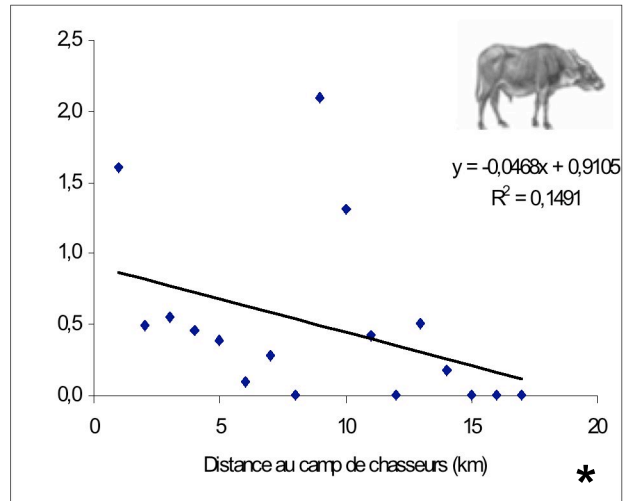 2,5
2,0
1,5
1,0
0,5
0,0
y = -0,0468x + 0,9105
R² = 0,1491
0 5 10 15 20
Distance au camp de chasseurs (km)
*